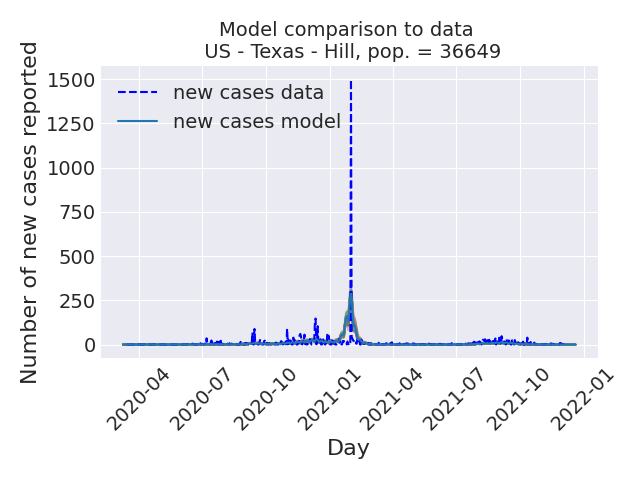 Model comparison to data
US - Texas - Hill, pop. = 36649
new cases data
new cases model
Number of new cases reported
1500
1250
1000
750
500
250
0
2020-04
2020-07
2020-10
2021-01
2021-04
2021-07
2021-10
2022-01
Day